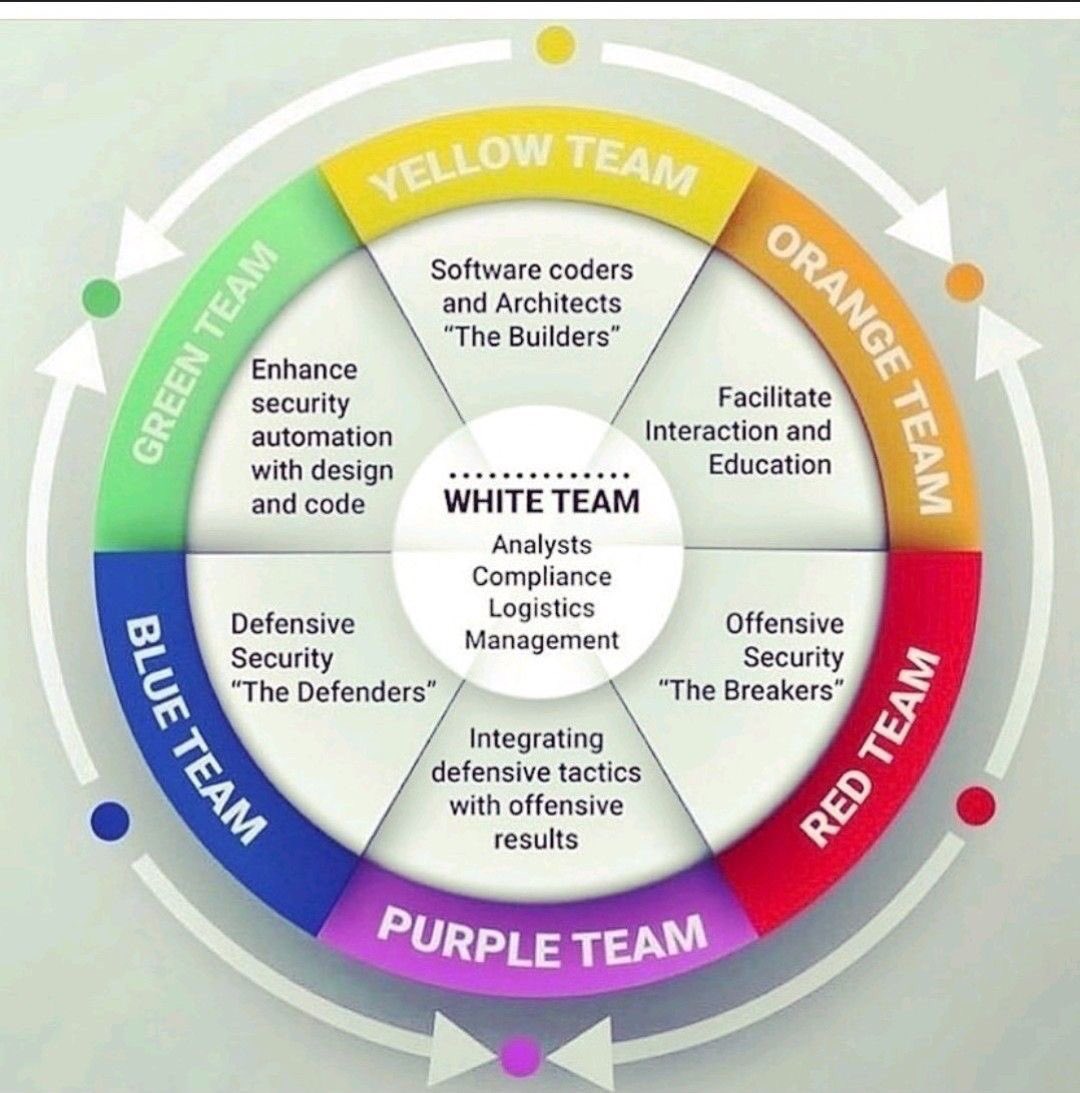 YELLOW TEAM
Software coders
and Architects
“The Builders”
ORANGE TEAM
Facilitate
Interaction and
Education
GREEN TEAM
Enhance
security
automation
with design
and code
WHITE TEAM
Analysts
Compliance
Logistics
Management
BLUE TEAM
Defensive
Security
“The Defenders”
RED TEAM
Offensive
Security
“The Breakers”
PURPLE TEAM
Integrating
defensive tactics
with offensive
results